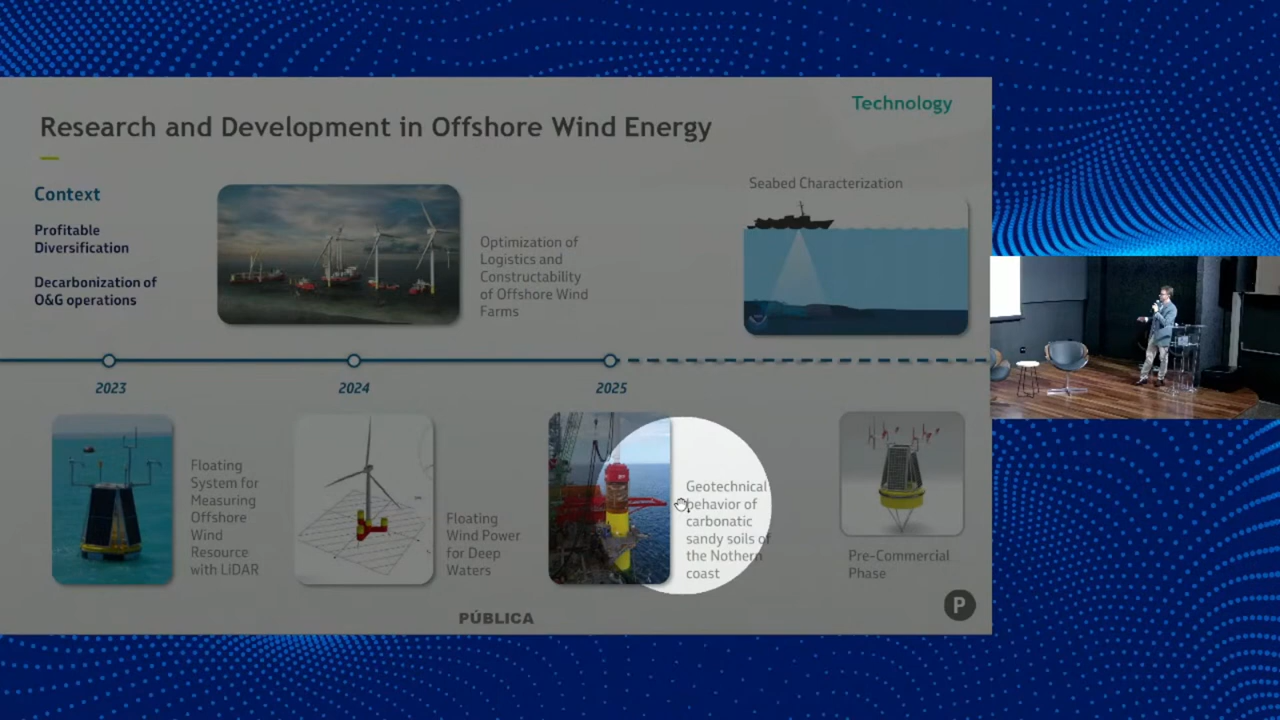 Technology
Research and Development in Offshore Wind Energy
Context
Profitable
Diversification
Decarbonization of
O&G operations
Optimization of
Logistics and
Constructability
of Offshore Wind
Farms
Seabed Characterization
2023
2024
2025
Floating
System for
Measuring
Offshore
Wind
Resource
with LiDAR
Floating
Wind Power
for Deep
Waters
Geotechnical
behavior of
carbonatic
sandy soils of
the Nothern
coast
Pre-Commercial
Phase
PÚBLICA
P